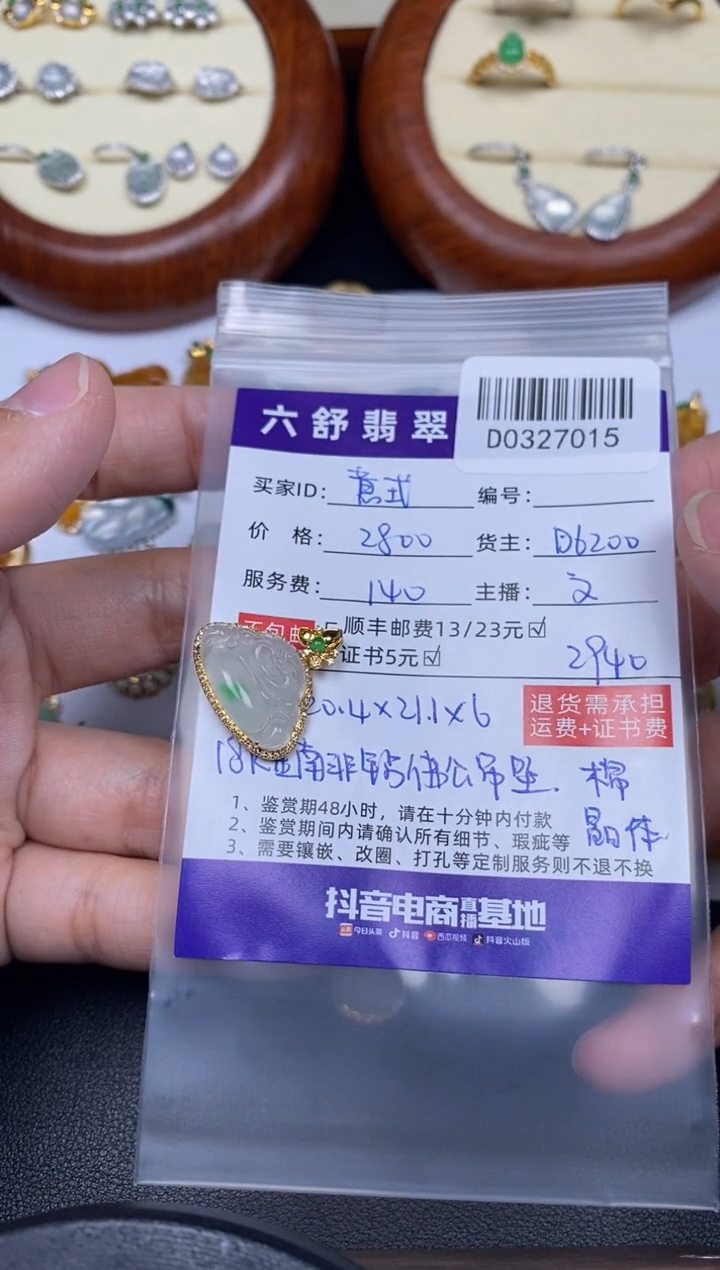 六舒翡翠
D0327015
买家ID: 意式 编号:
价 格: 2800 货主: D6200
服务费: 140 主播: 文
不包邮 顺丰邮费13/23元☑
证书5元☑ 2940
20.4×21.1×6
退货需承担
运费+证书费
18K 南非钻佛公吊坠. 棉
晶体
1、鉴赏期48小时，请在十分钟内付款
2、鉴赏期间内请确认所有细节、瑕疵等
3、需要镶嵌、改圈、打孔等定制服务则不退不换
抖音电商直播基地
今日头条 抖音 西瓜视频 抖音火山版